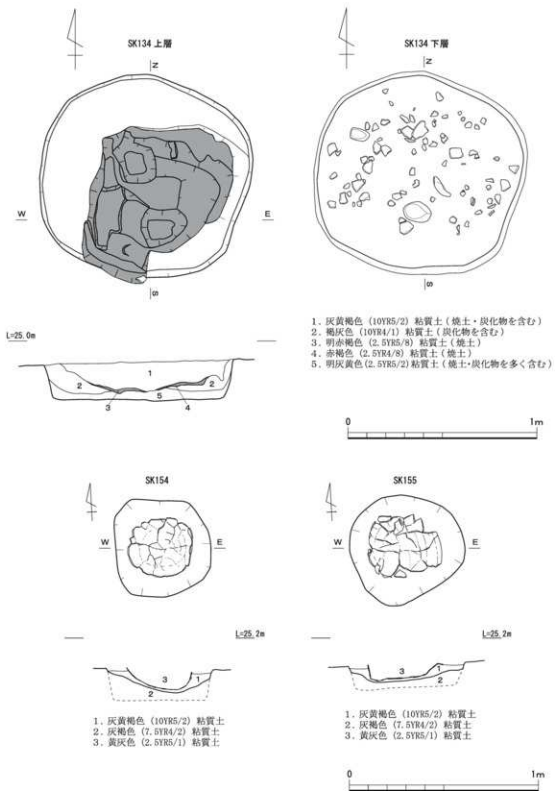 SK134 上層
N
W
E
S
L=25.0m
1
2
2
3
5
4
SK134 下層
N
S
1. 灰黄褐色 (10YR5/2) 粘質土 (焼土・炭化物を含む)
2. 褐灰色 (10YR4/1) 粘質土 (炭化物を含む)
3. 明赤褐色 (2.5YR5/8) 粘質土 (焼土)
4. 赤褐色 (2.5YR4/8) 粘質土 (焼土)
5. 明灰黄色 (2.5YR5/2) 粘質土 (焼土・炭化物を多く含む)
0 1m
SK154
W
E
L=25.2m
3
1
2
1. 灰黄褐色 (10YR5/2) 粘質土
2. 灰褐色 (7.5YR4/2) 粘質土
3. 黄灰色 (2.5YR5/1) 粘質土
SK155
W
E
L=25.2m
3
1
2
1. 灰黄褐色 (10YR5/2) 粘質土
2. 灰褐色 (7.5YR4/2) 粘質土
3. 黄灰色 (2.5YR5/1) 粘質土
0 1m